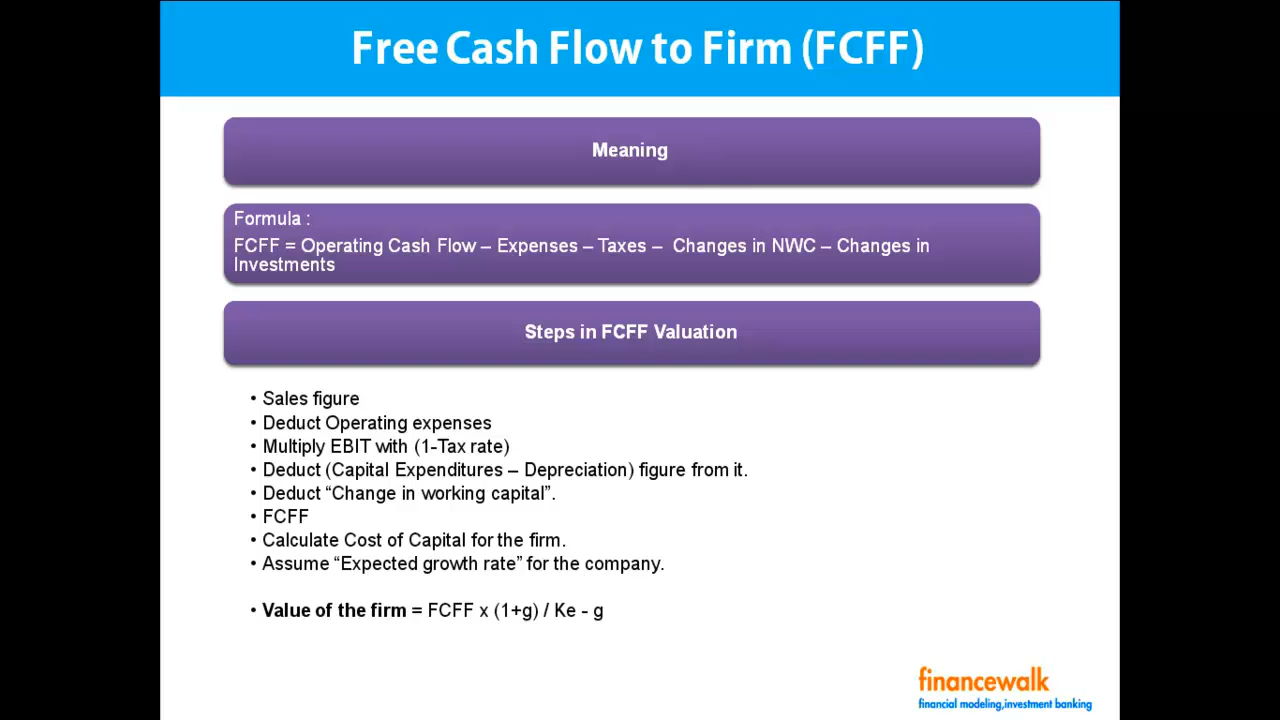 Free Cash Flow to Firm (FCFF)
Meaning
Formula :
FCFF = Operating Cash Flow – Expenses – Taxes –  Changes in NWC – Changes in
Investments
Steps in FCFF Valuation
• Sales figure
• Deduct Operating expenses
• Multiply EBIT with (1-Tax rate)
• Deduct (Capital Expenditures – Depreciation) figure from it.
• Deduct “Change in working capital”.
• FCFF
• Calculate Cost of Capital for the firm.
• Assume “Expected growth rate” for the company.
• Value of the firm = FCFF x (1+g) / Ke - g
financewalk
financial modeling,investment banking